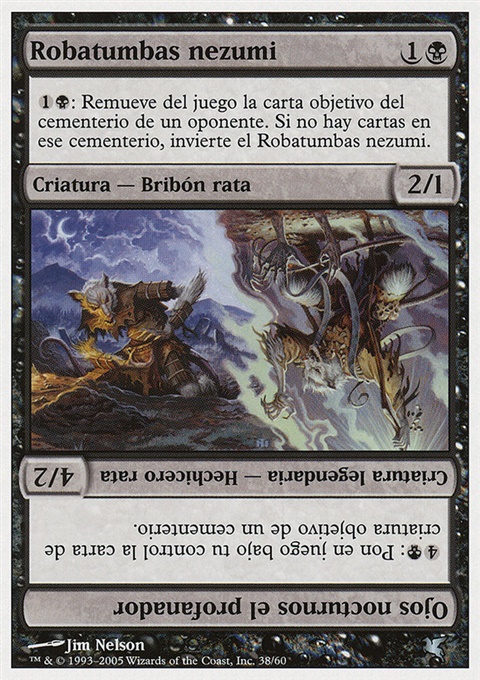 Robatumbas nezumi 1
1: Remueve del juego la carta objetivo del
cementerio de un oponente. Si no hay cartas en
ese cementerio, invierte el Robatumbas nezumi.
Criatura — Bribón rata 2/1
Ojos nocturnos el profanador
4: Pon en juego bajo tu control la carta de
criatura objetivo de un cementerio.
Criatura legendaria — Hechicero rata 4/2
Jim Nelson
™ & © 1993–2005 Wizards of the Coast, Inc. 38/60